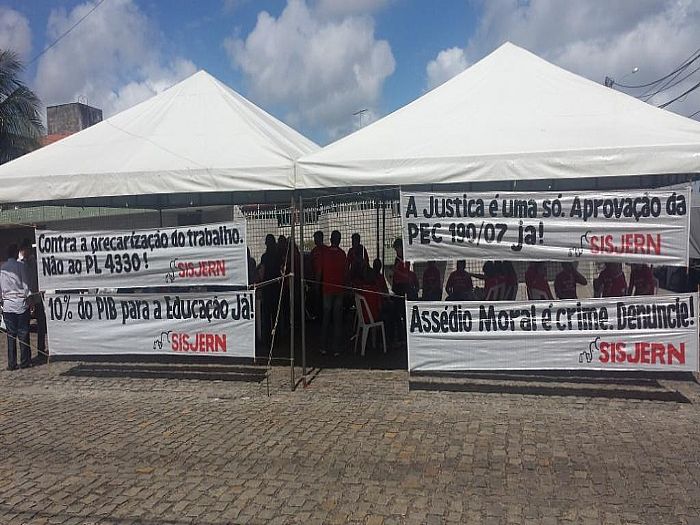 Contra a precarização do trabalho.
Não ao PL 4330!
SISJERN
10% do PIB para a Educação Já!
SISJERN
A Justiça é uma só. Aprovação da
PEC 190/07 já!
SISJERN
Assédio Moral é crime. Denuncie!
SISJERN